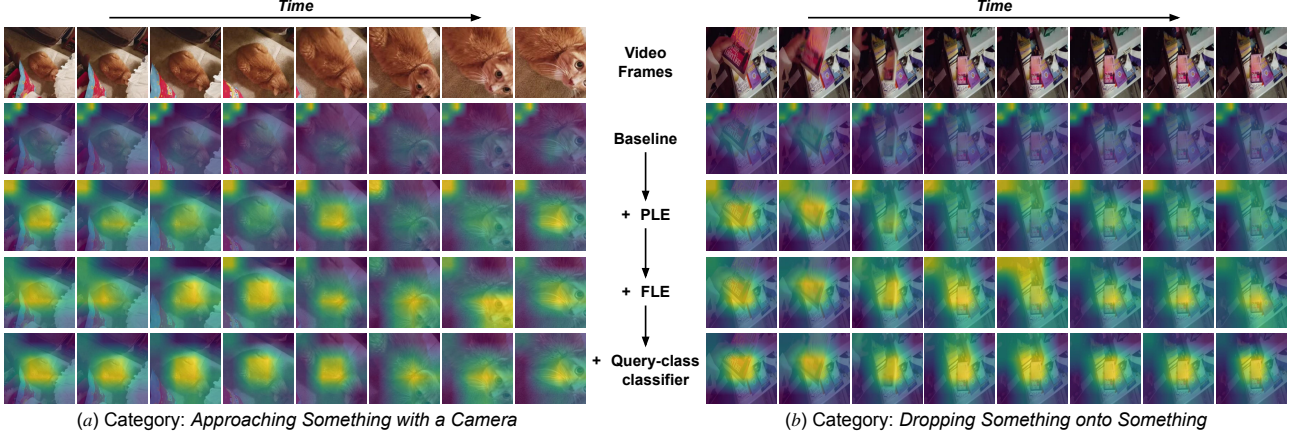 Time
Time
Video
Frames
Baseline
+ PLE
+ FLE
+ Query-class
classifier
(a) Category: Approaching Something with a Camera
(b) Category: Dropping Something onto Something